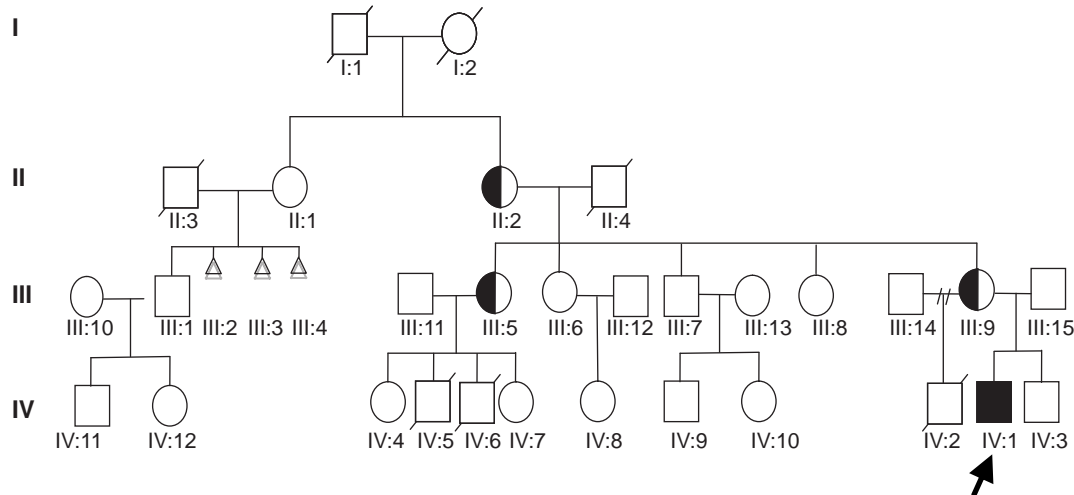 I
I:1 I:2
II
II:3 II:1 II:2 II:4
III
III:10 III:1 III:2 III:3 III:4 III:11 III:5 III:6 III:12 III:7 III:13 III:8 III:14 III:9 III:15
IV
IV:11 IV:12 IV:4 IV:5 IV:6 IV:7 IV:8 IV:9 IV:10 IV:2 IV:1 IV:3